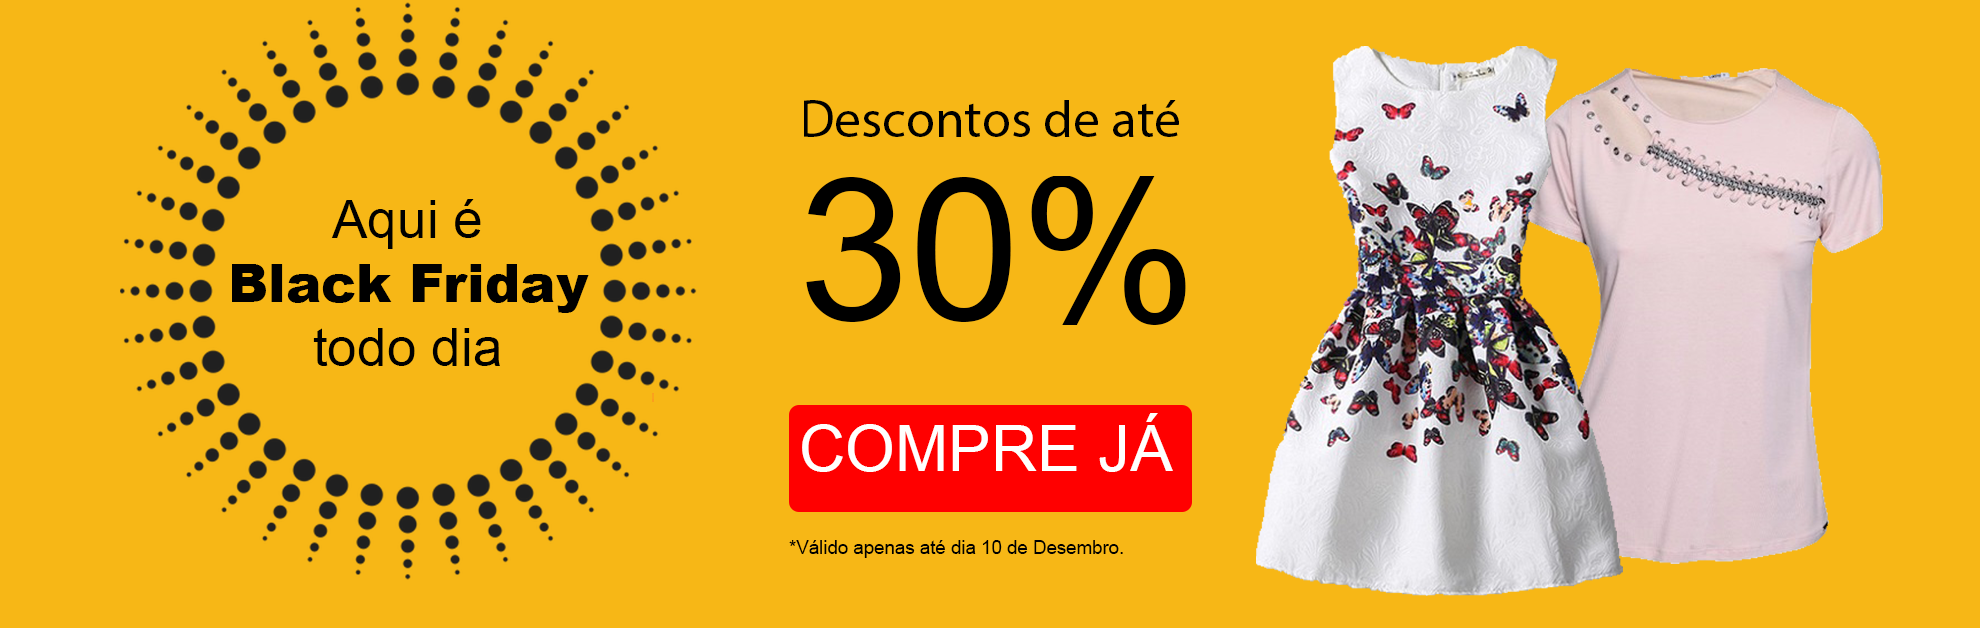 Aqui é
Black Friday
todo dia
Descontos de até
30%
COMPRE JÁ
*Válido apenas até dia 10 de Desembro.